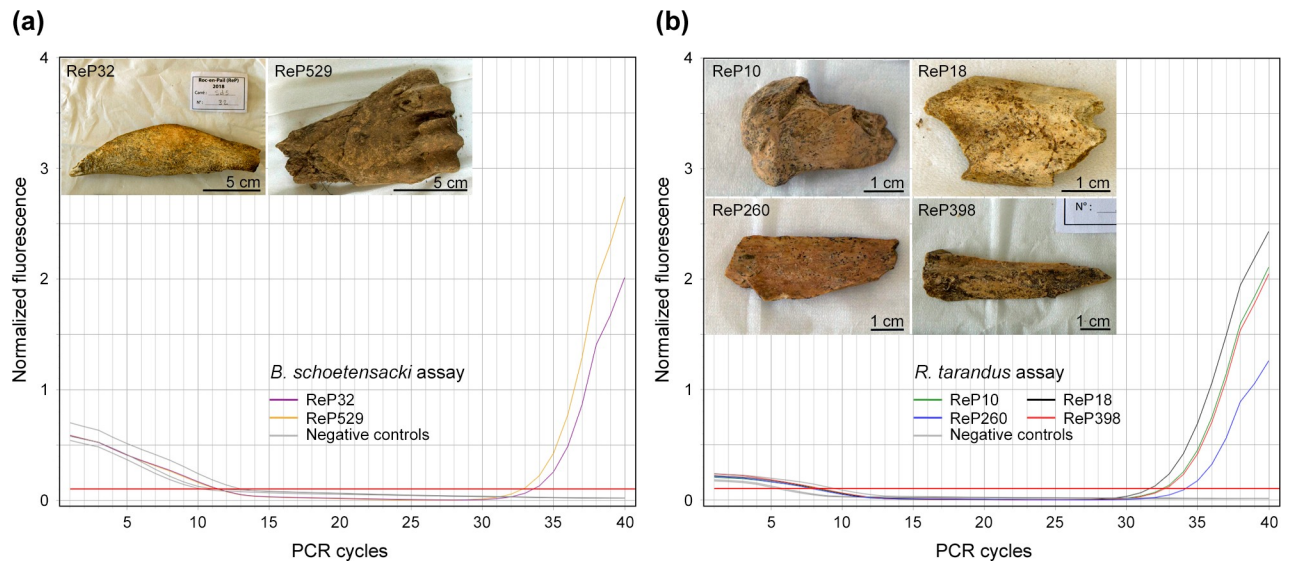 (a)
(b)
ReP32
Roc-en-Pail (ReP)
2018
Carré :
N° :
5 cm
ReP529
5 cm
ReP10
1 cm
ReP18
1 cm
ReP260
1 cm
ReP398
N° :
1 cm
Normalized fluorescence
4
3
2
1
0
B. schoetensacki assay
ReP32
ReP529
Negative controls
5 10 15 20 25 30 35 40
PCR cycles
Normalized fluorescence
4
3
2
1
0
R. tarandus assay
ReP10 ReP18
ReP260 ReP398
Negative controls
5 10 15 20 25 30 35 40
PCR cycles